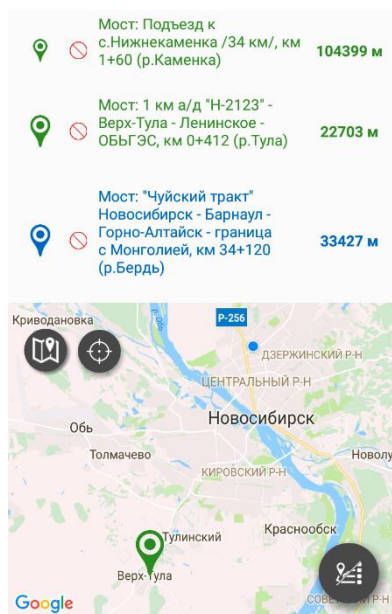 Мост: Подъезд к
с.Нижнекаменка /34 км/, км
1+60 (р.Каменка)
104399 м
Мост: 1 км а/д "Н-2123" -
Верх-Тула - Ленинское -
ОБЬГЭС, км 0+412 (р.Тула)
22703 м
Мост: "Чуйский тракт"
Новосибирск - Барнаул -
Горно-Алтайск - граница
с Монголией, км 34+120
(р.Бердь)
33427 м
Криводановка
Р-256
ДЗЕРЖИНСКИЙ Р-Н
ЦЕНТРАЛЬНЫЙ Р-Н
Новосибирск
Обь
Толмачево
Новолу
КИРОВСКИЙ Р-Н
Тулинский
Краснообск
Верх-Тула
СОВЕ Й Р-Н
Google